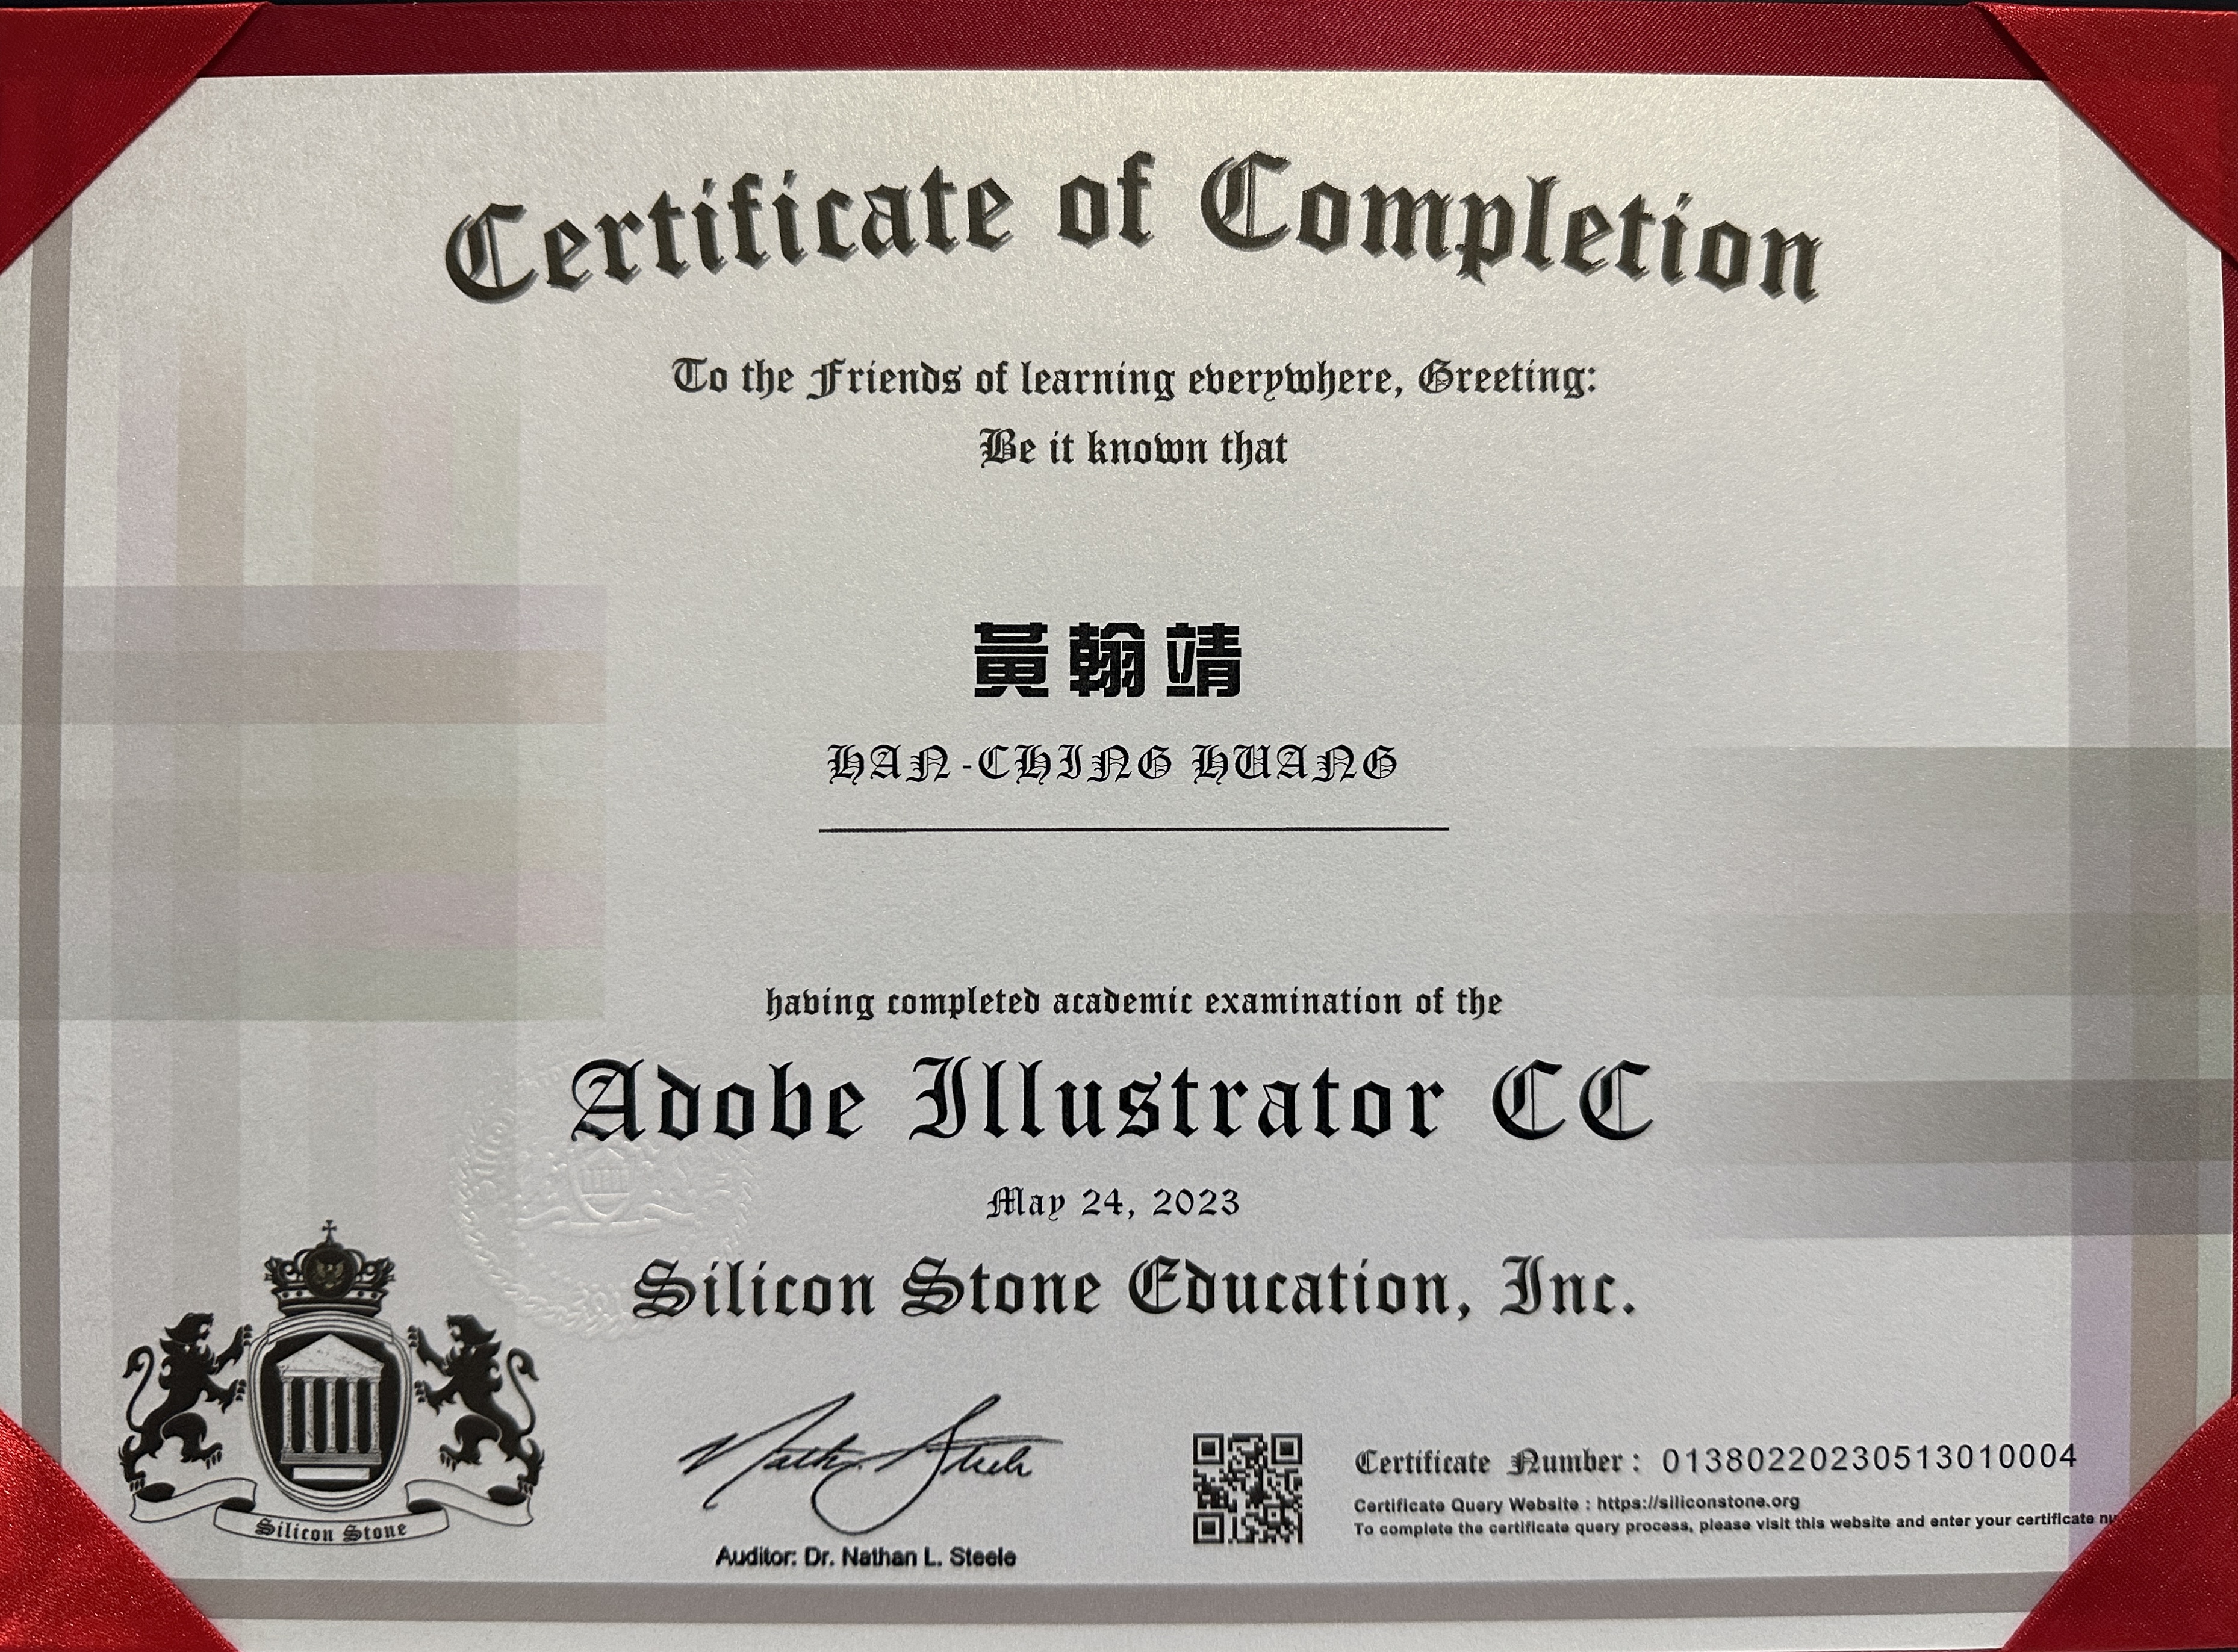 Certificate of Completion
To the Friends of learning everywhere, Greeting:
Be it known that
黃翰靖
HAN-CHING HUANG
having completed academic examination of the
Adobe Illustrator CC
May 24, 2023
Silicon Stone Education, Inc.
Silicon Stone
Nathan L. Steele
Auditor: Dr. Nathan L. Steele
Certificate Number : 01380220230513010004
Certificate Query Website : https://siliconstone.org
To complete the certificate query process, please visit this website and enter your certificate